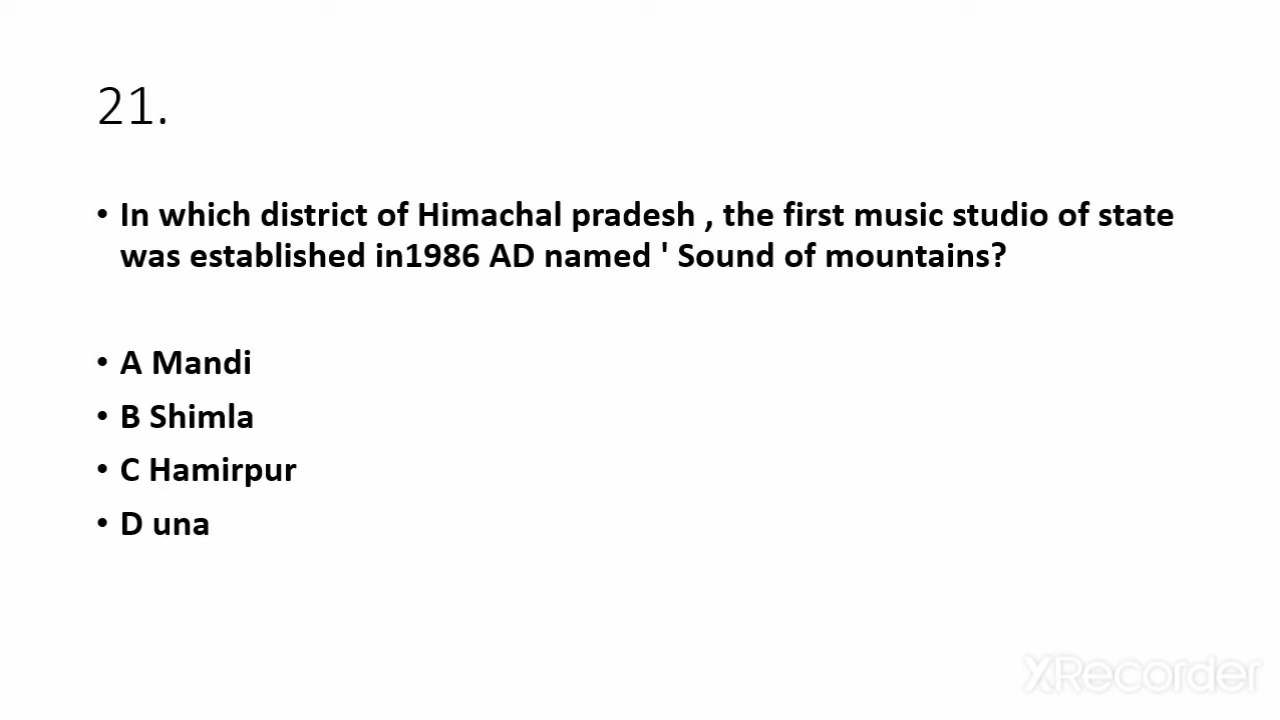 21.
• In which district of Himachal pradesh , the first music studio of state
was established in1986 AD named ' Sound of mountains?
• A Mandi
• B Shimla
• C Hamirpur
• D una
XRecorder